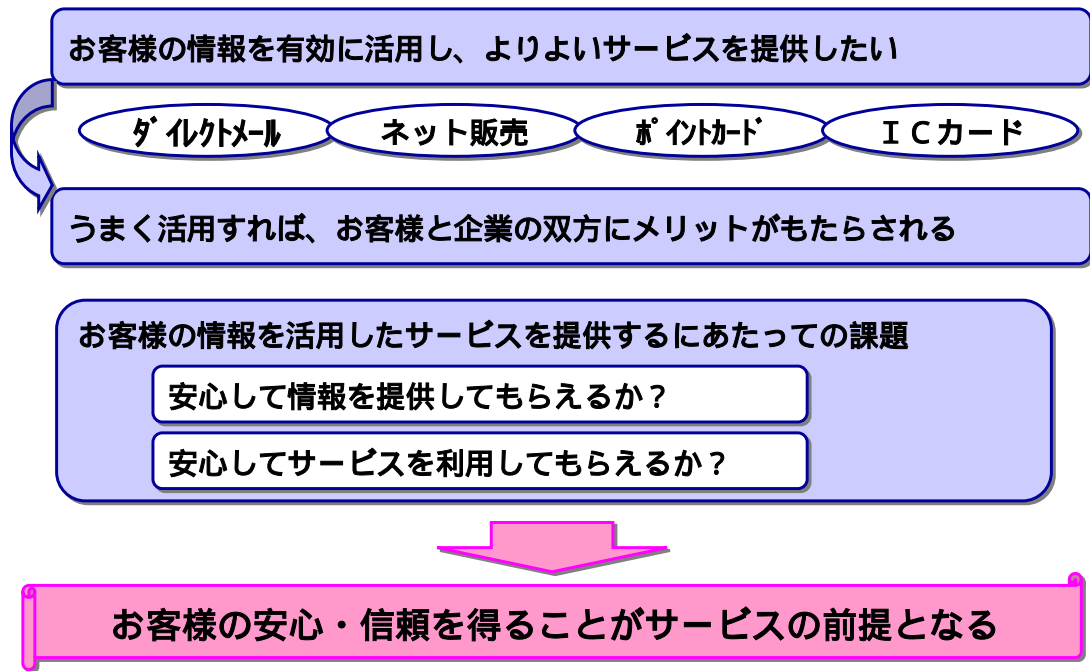 お客様の情報を有効に活用し、よりよいサービスを提供したい
ﾀﾞｲﾚｸﾄﾒｰﾙ ネット販売 ﾎﾟｲﾝﾄｶｰﾄﾞ ＩＣカード
うまく活用すれば、お客様と企業の双方にメリットがもたらされる
お客様の情報を活用したサービスを提供するにあたっての課題
安心して情報を提供してもらえるか？
安心してサービスを利用してもらえるか？
お客様の安心・信頼を得ることがサービスの前提となる